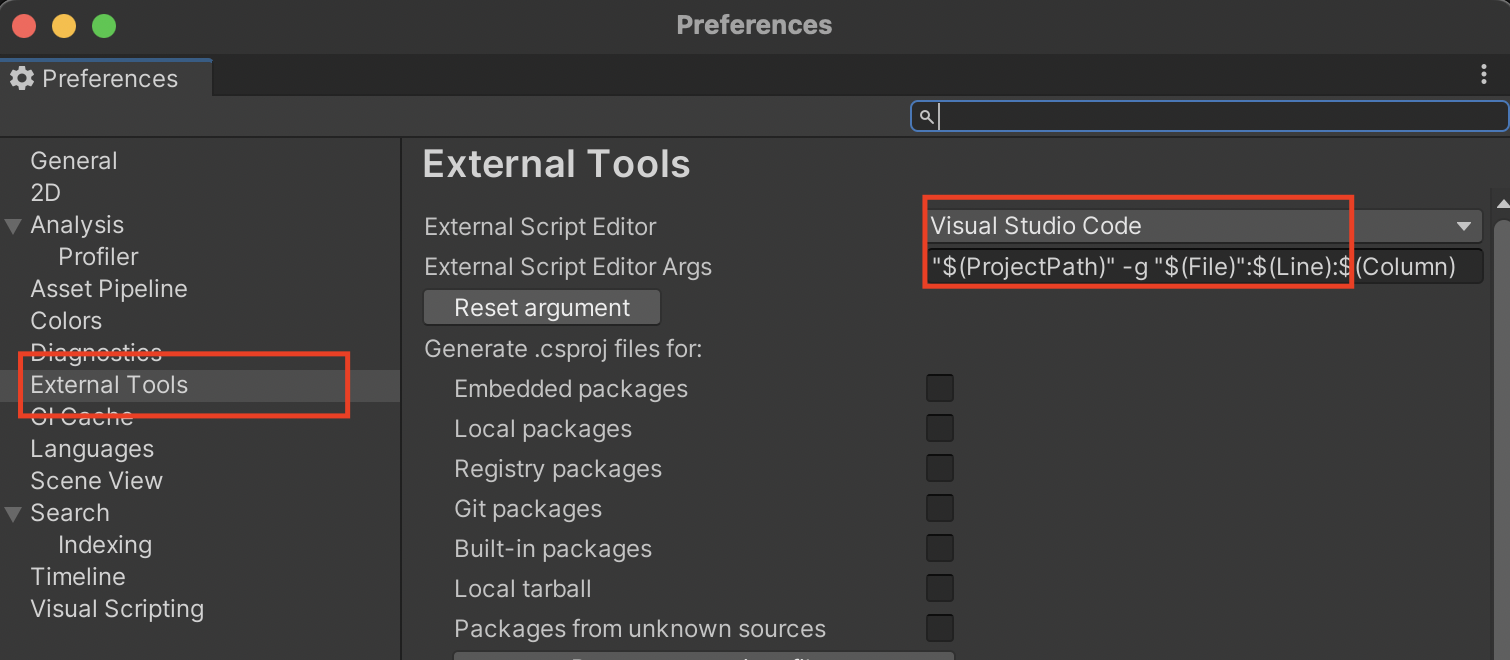 Preferences
Preferences
General
2D
Analysis
Profiler
Asset Pipeline
Colors
Diagnostics
External Tools
GI Cache
Languages
Scene View
Search
Indexing
Timeline
Visual Scripting
External Tools
External Script Editor
Visual Studio Code
External Script Editor Args
"$(ProjectPath)" -g "$(File)":$(Line):$(Column)
Reset argument
Generate .csproj files for:
Embedded packages
Local packages
Registry packages
Git packages
Built-in packages
Local tarball
Packages from unknown sources